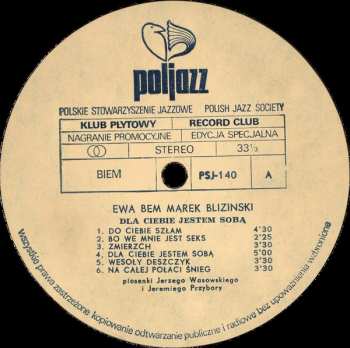 poljazz
POLSKIE STOWARZYSZENIE JAZZOWE POLISH JAZZ SOCIETY
KLUB PŁYTOWY RECORD CLUB
NAGRANIE PROMOCYJNE EDYCJA SPECJALNA
STEREO 33⅓
BIEM PSJ-140 A
EWA BEM MAREK BLIZINSKI
DLA CIEBIE JESTEM SOBĄ
1. DO CIEBIE SZŁAM 4'30
2. BO WE MNIE JEST SEKS 2'25
3. ZMIERZCH 3'30
4. DLA CIEBIE JESTEM SOBĄ 5'00
5. WESOŁY DESZCZYK 3'30
6. NA CAŁEJ POŁACI ŚNIEG 3'30
piosenki Jerzego Wasowskiego
i Jeremiego Przybory
wszystkie prawa zastrzeżone kopiowanie odtwarzanie publiczne i radiowe bez upoważnienia wzbronione